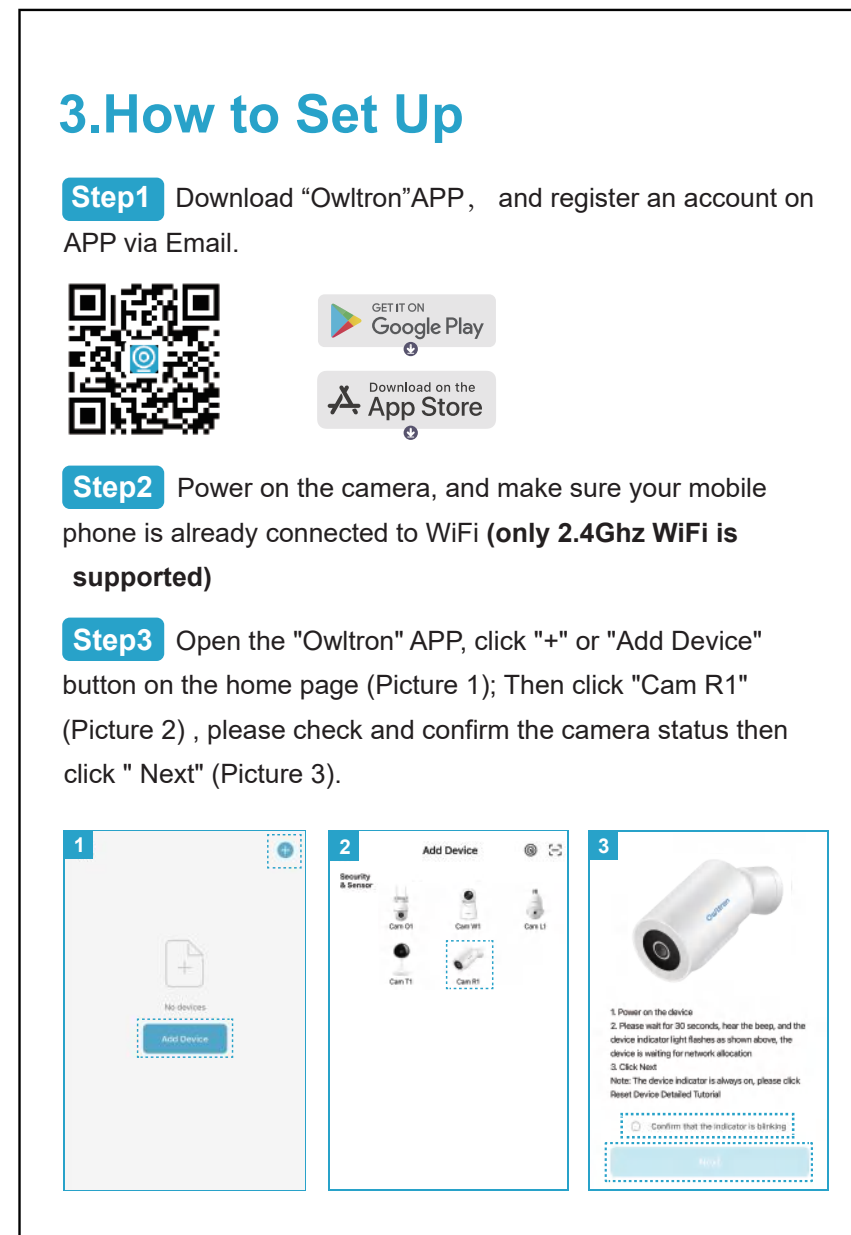 3.How to Set Up
Step1 Download “Owltron”APP， and register an account on
APP via Email.
GET IT ON
Google Play
Download on the
App Store
Step2 Power on the camera, and make sure your mobile
phone is already connected to WiFi (only 2.4Ghz WiFi is
supported)
Step3 Open the "Owltron" APP, click "+" or "Add Device"
button on the home page (Picture 1); Then click "Cam R1"
(Picture 2) , please check and confirm the camera status then
click " Next" (Picture 3).
1
No devices
Add Device
2
Add Device
Security
& Sensor
Cam O1
Cam W1
Cam L1
Cam T1
Cam R1
3
Owltron
1. Power on the device
2. Please wait for 30 seconds, hear the beep, and the
device indicator light flashes as shown above, the
device is waiting for network allocation
3. Click Next
Note: The device indicator is always on, please click
Reset Device Detailed Tutorial
Confirm that the indicator is blinking
Next